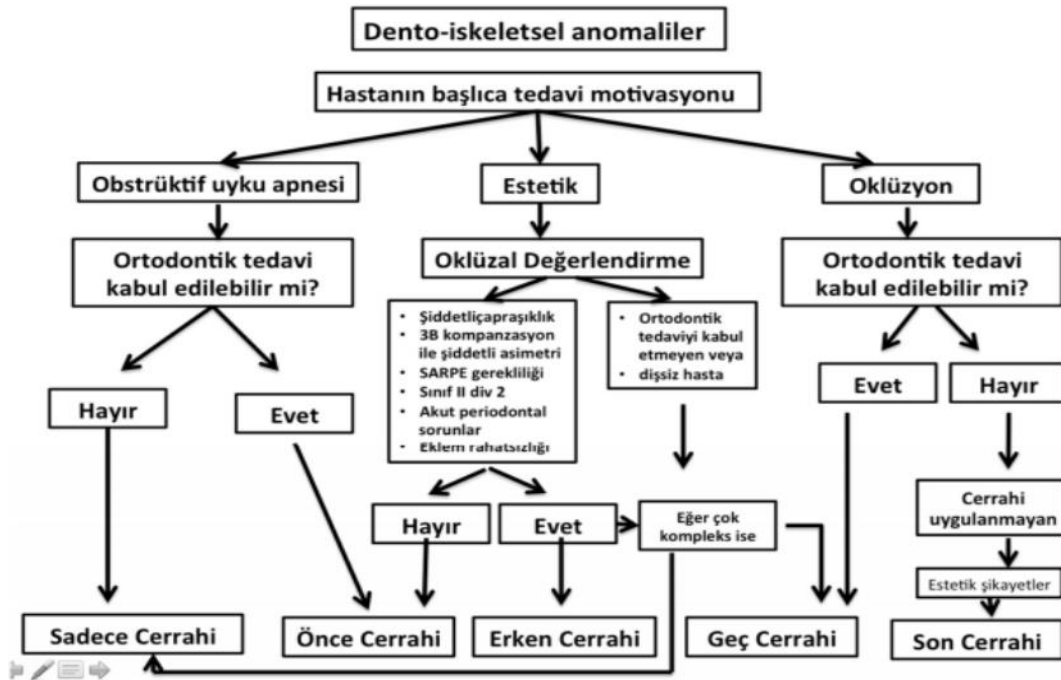 Dento-iskeletsel anomaliler
Hastanın başlıca tedavi motivasyonu
Obstrüktif uyku apnesi
Estetik
Oklüzyon
Ortodontik tedavi
kabul edilebilir mi?
Oklüzal Değerlendirme
Ortodontik tedavi
kabul edilebilir mi?
• Şiddetliçapraşıklık
• 3B kompanzasyon
ile şiddetli asimetri
• SARPE gerekliliği
• Sınıf II div 2
• Akut periodontal
sorunlar
• Eklem rahatsızlığı
• Ortodontik
tedaviyi kabul
etmeyen veya
• dişsiz hasta
Hayır
Evet
Evet
Hayır
Hayır
Evet
Eğer çok
kompleks ise
Cerrahi
uygulanmayan
Estetik şikayetler
Sadece Cerrahi
Önce Cerrahi
Erken Cerrahi
Geç Cerrahi
Son Cerrahi